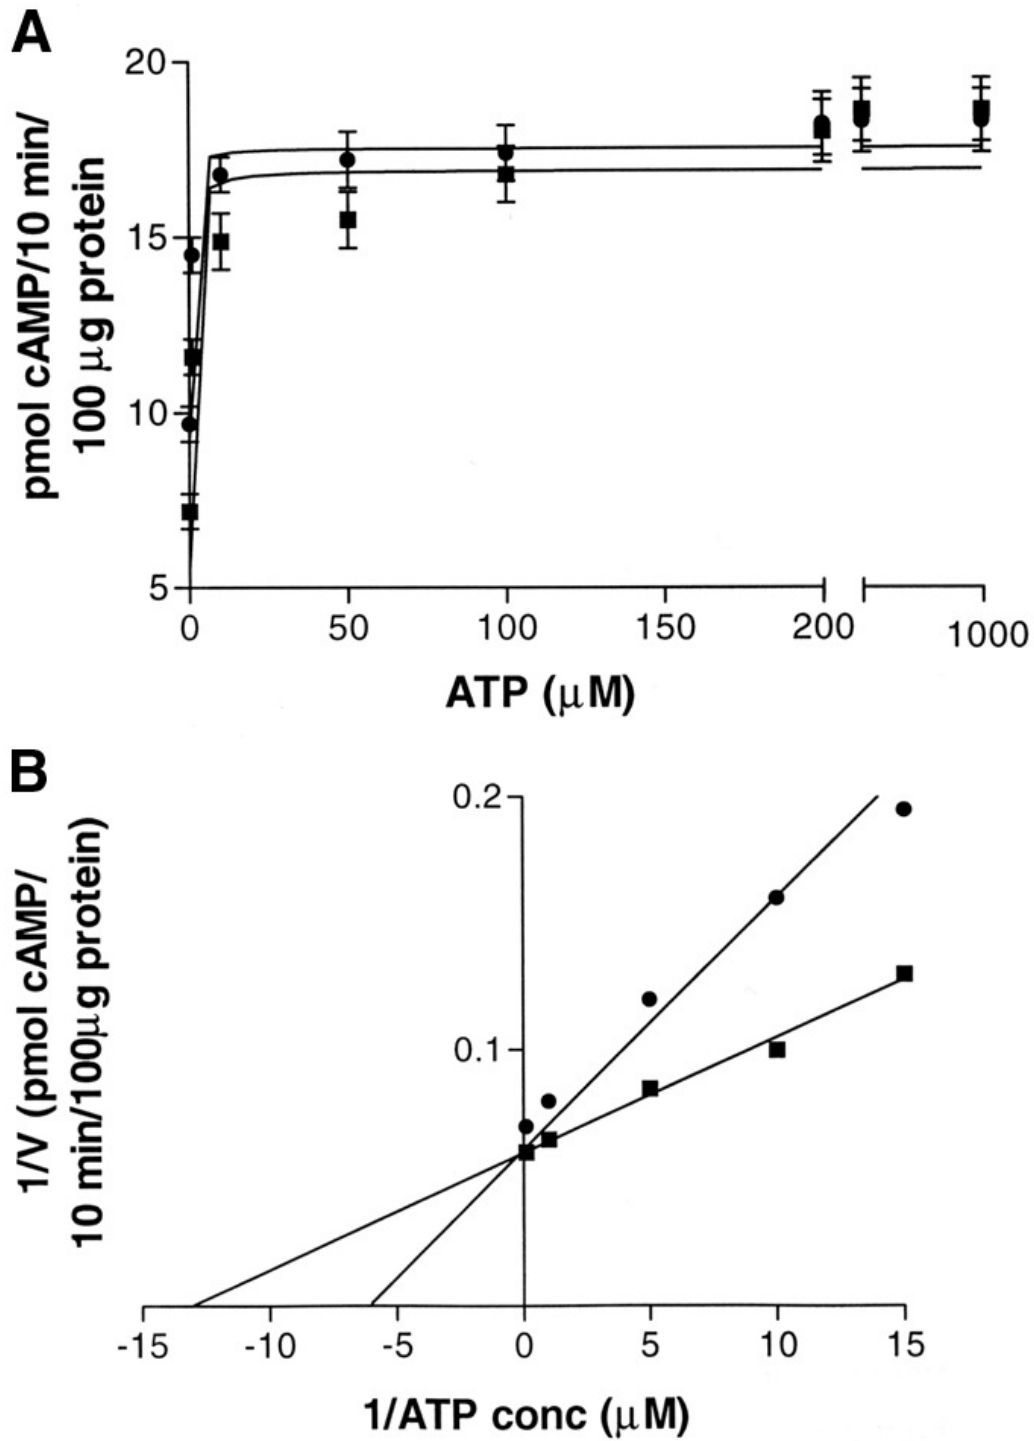 A
20
15
10
5
pmol cAMP/10 min/
100 μg protein
0 50 100 150 200 1000
ATP (μM)
B
0.2
0.1
1/V (pmol cAMP/
10 min/100μg protein)
-15 -10 -5 0 5 10 15
1/ATP conc (μM)